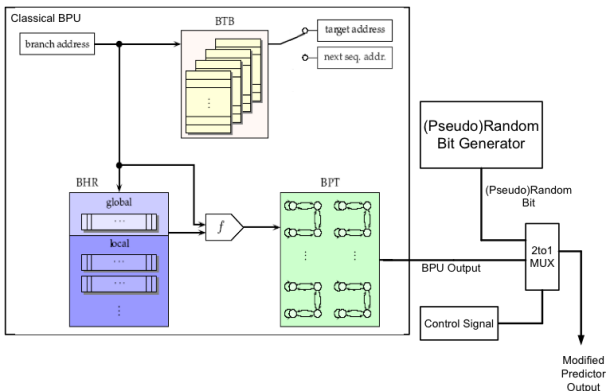 Classical BPU
branch address
BTB
target address
next seq. addr.
(Pseudo)Random
Bit Generator
(Pseudo)Random
Bit
BHR
global
...
local
...
...
⋮
f
BPT
⋮
⋮
⋮
BPU Output
2to1
MUX
Control Signal
Modified
Predictor
Output